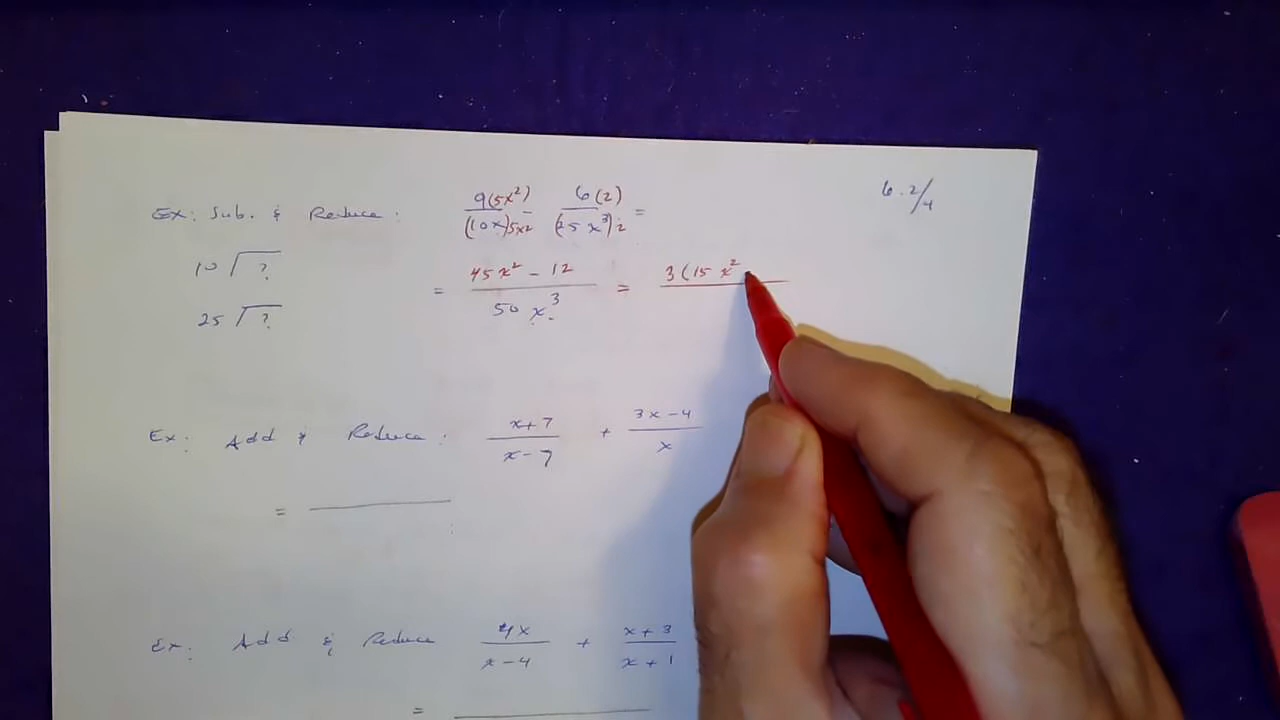 6.2/4
Ex: Sub. & Reduce: 9(5x²)/(10x)5x² - 6(2)/(25x³)2 =
10 ⟌ ?
= 45x² - 12 / 50x³ = 3(15x²
25 ⟌ ?
Ex: Add & Reduce: x+7/x-7 + 3x-4/x
=
Ex: Add & Reduce 4x/x-4 + x+3/x+1
=